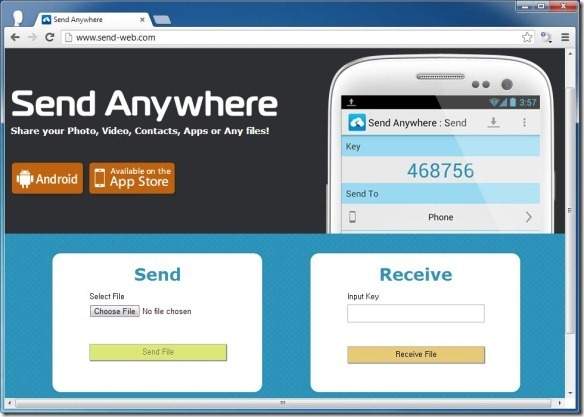 Send Anywhere
www.send-web.com
Send Anywhere
Share your Photo, Video, Contacts, Apps or Any files!
Android
Available on the
App Store
3:57
Send Anywhere : Send
Key
468756
Send To
Phone
Send
Select File
Choose File No file chosen
Send File
Receive
Input Key
Receive File